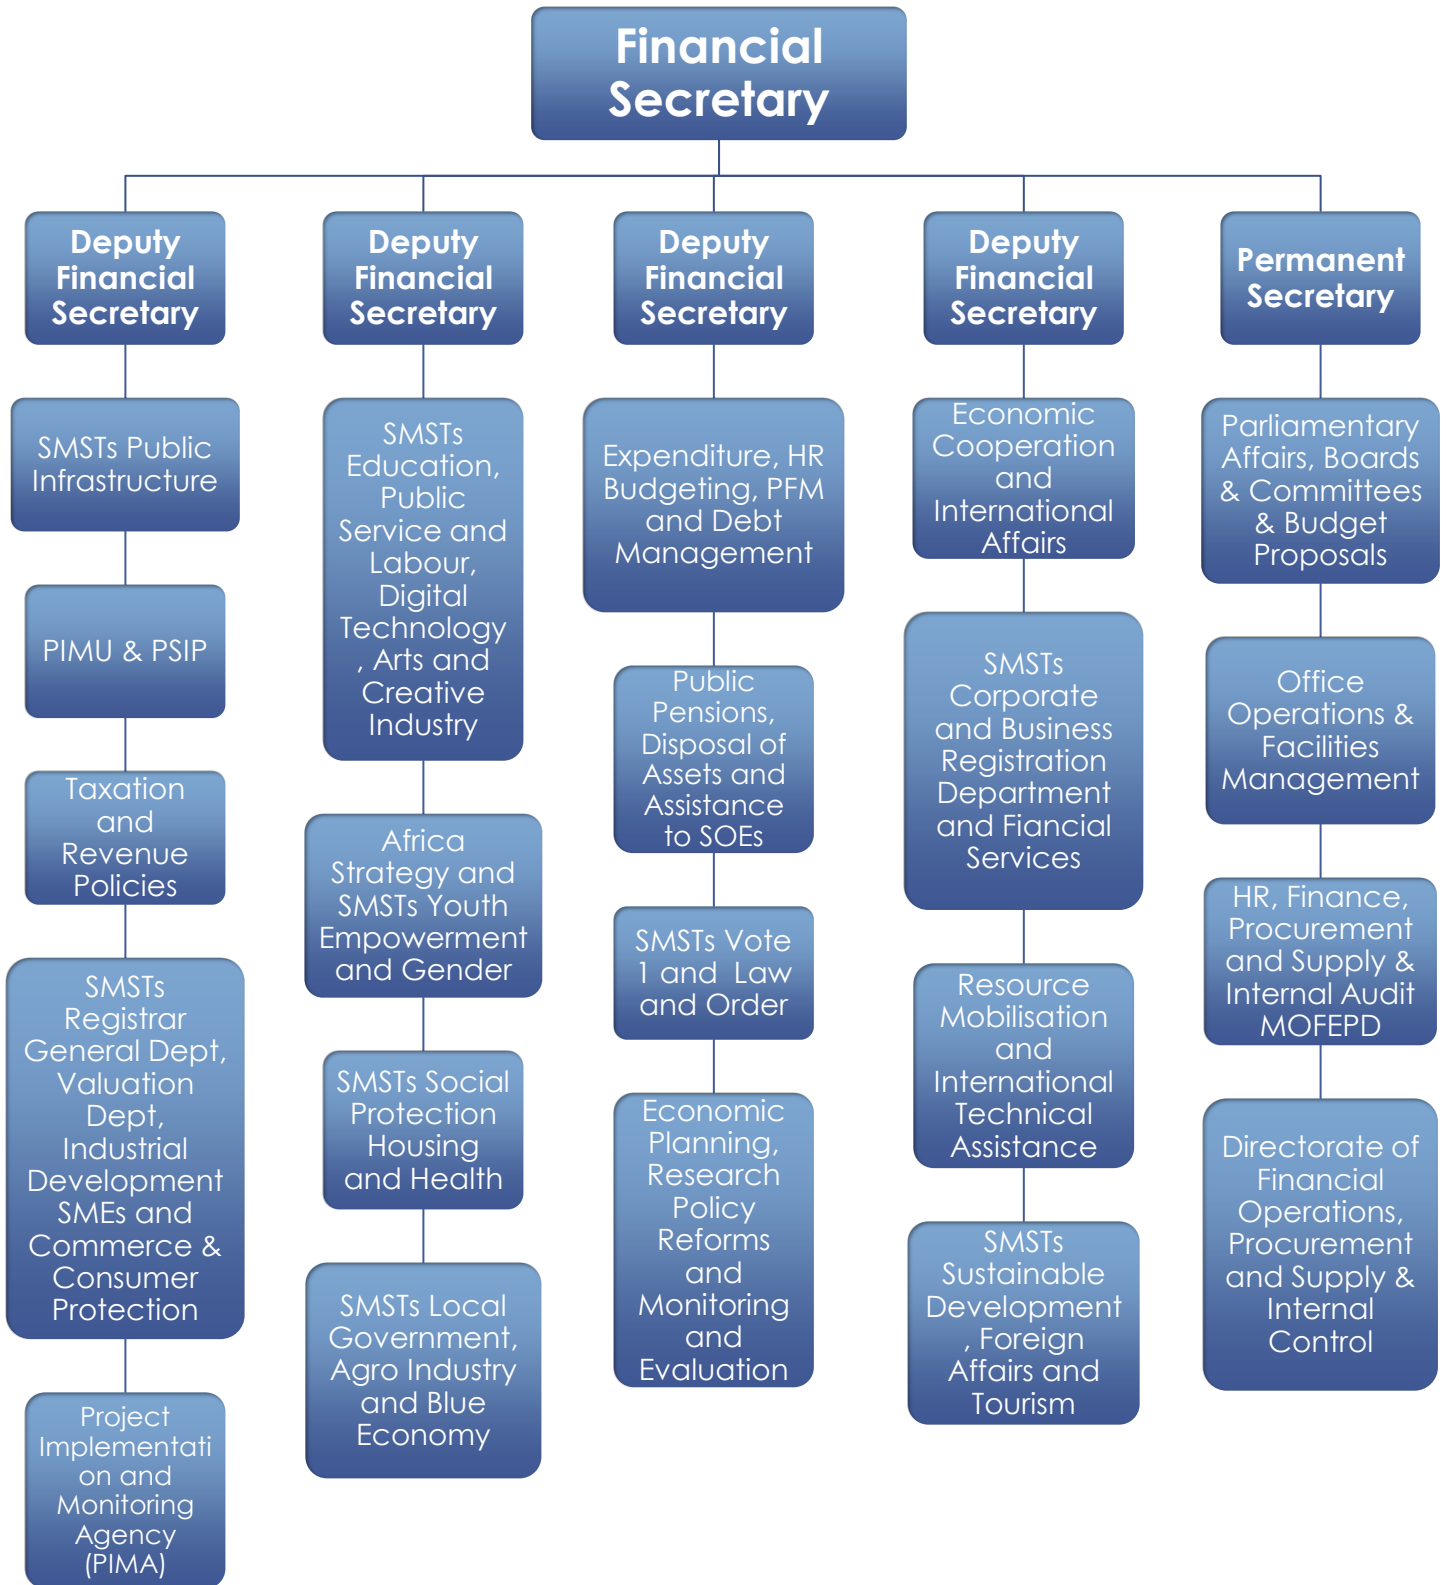 Financial
Secretary
Deputy
Financial
Secretary
SMSTs Public
Infrastructure
PIMU & PSIP
Taxation
and
Revenue
Policies
SMSTs
Registrar
General Dept,
Valuation
Dept,
Industrial
Development
SMEs and
Commerce &
Consumer
Protection
Project
Implementati
on and
Monitoring
Agency
(PIMA)
Deputy
Financial
Secretary
SMSTs
Education,
Public
Service and
Labour,
Digital
Technology
, Arts and
Creative
Industry
Africa
Strategy and
SMSTs Youth
Empowerment
and Gender
SMSTs Social
Protection
Housing
and Health
SMSTs Local
Government,
Agro Industry
and Blue
Economy
Deputy
Financial
Secretary
Expenditure, HR
Budgeting, PFM
and Debt
Management
Public
Pensions,
Disposal of
Assets and
Assistance
to SOEs
SMSTs Vote
1 and Law
and Order
Economic
Planning,
Research
Policy
Reforms
and
Monitoring
and
Evaluation
Deputy
Financial
Secretary
Economic
Cooperation
and
International
Affairs
SMSTs
Corporate
and Business
Registration
Department
and Fiancial
Services
Resource
Mobilisation
and
International
Technical
Assistance
SMSTs
Sustainable
Development
, Foreign
Affairs and
Tourism
Permanent
Secretary
Parliamentary
Affairs, Boards
& Committees
& Budget
Proposals
Office
Operations &
Facilities
Management
HR, Finance,
Procurement
and Supply &
Internal Audit
MOFEPD
Directorate of
Financial
Operations,
Procurement
and Supply &
Internal
Control